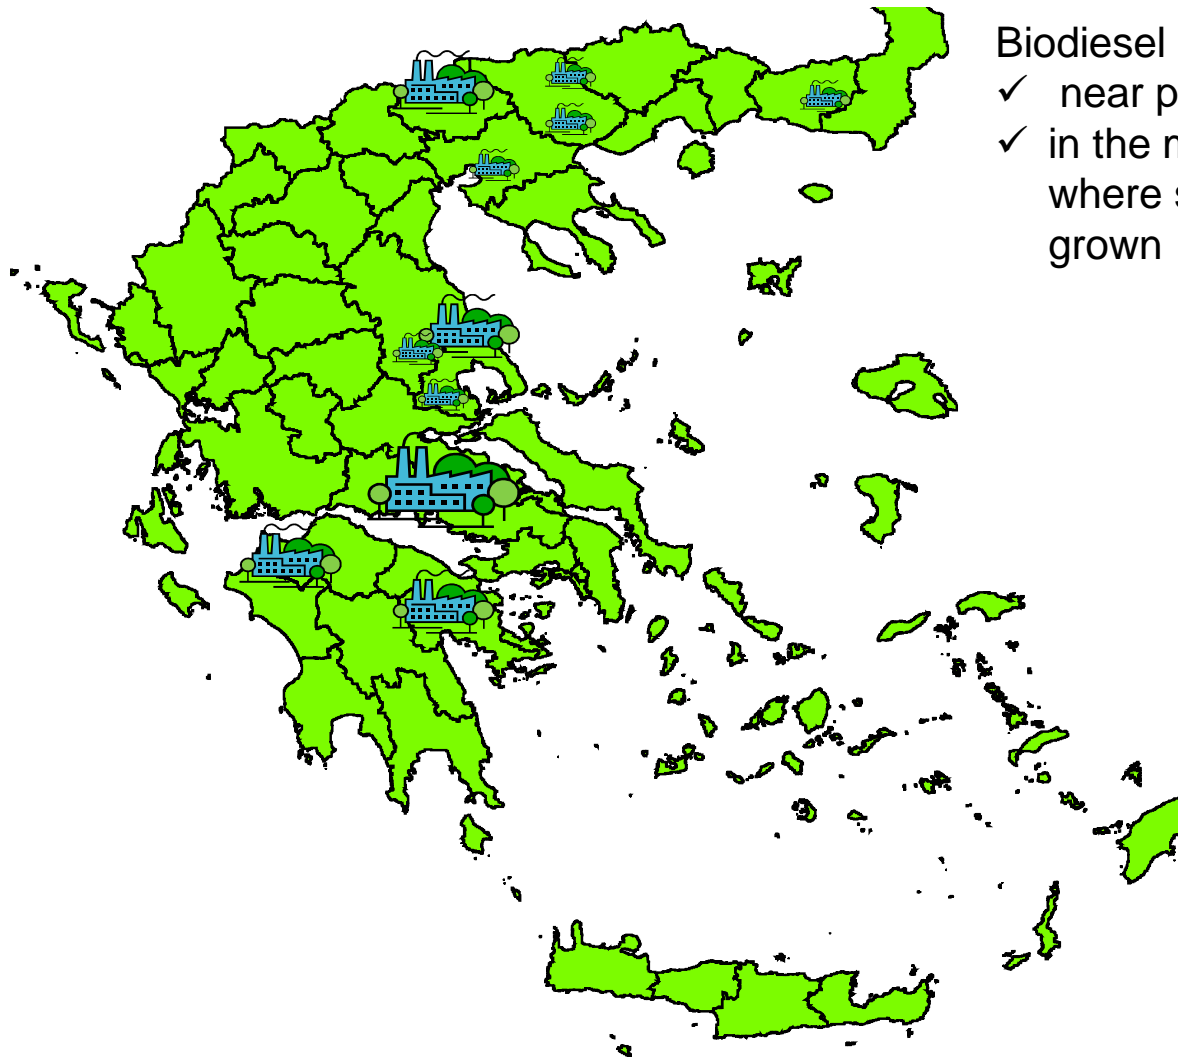 Biodiesel
✓ near p
✓ in the
where
grown